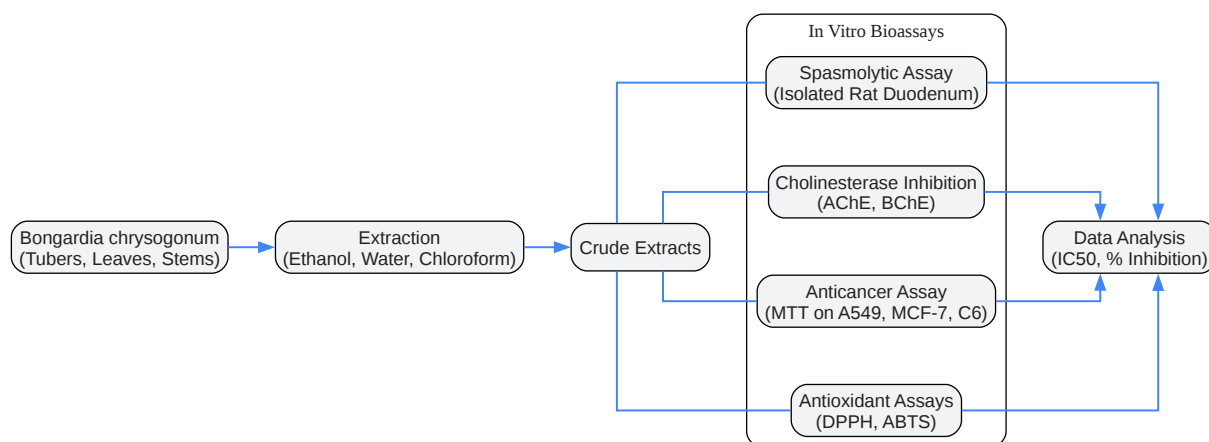 In Vitro Bioassays
Spasmolytic Assay
(Isolated Rat Duodenum)
Cholinesterase Inhibition
(AChE, BChE)
Bongardia chrysogonum
(Tubers, Leaves, Stems)
Extraction
(Ethanol, Water, Chloroform)
Crude Extracts
Data Analysis
(IC50, % Inhibition)
Anticancer Assay
(MTT on A549, MCF-7, C6)
Antioxidant Assays
(DPPH, ABTS)